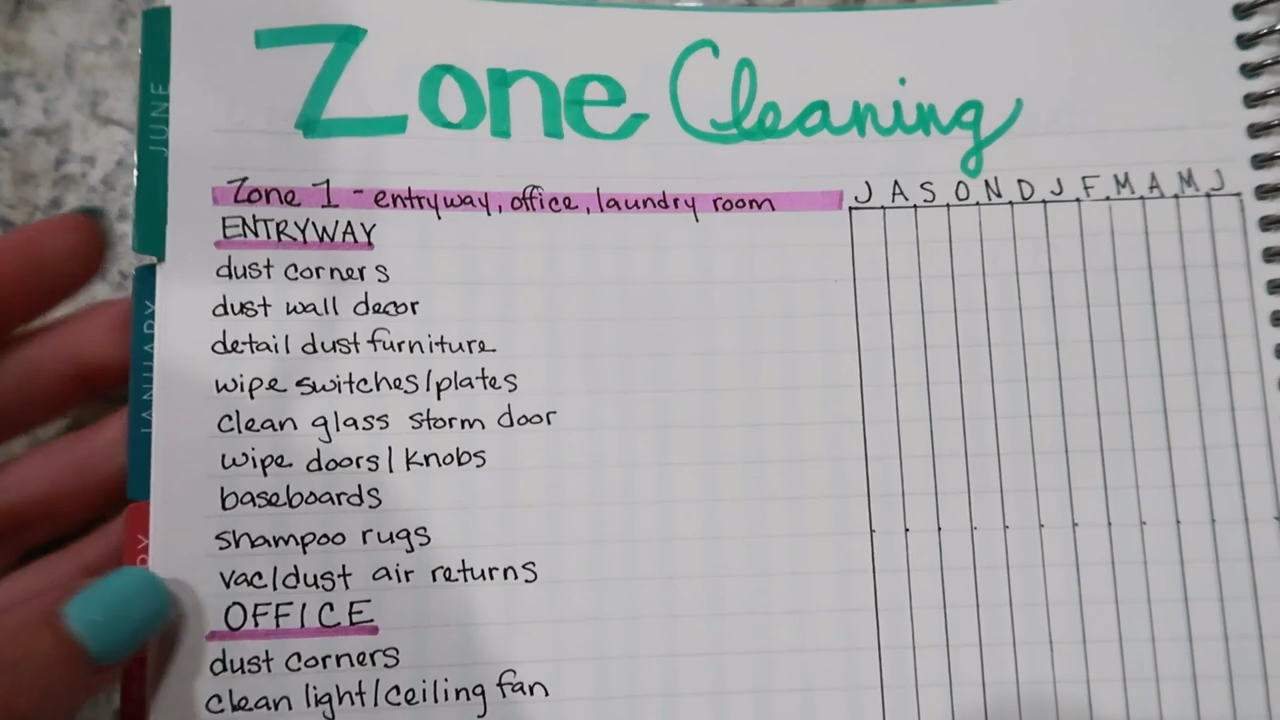 Zone Cleaning
JUNE
Zone 1 - entryway, office, laundry room J A S O N D J F M A M J
ENTRYWAY
dust corners
dust wall decor
detail dust furniture
JANUARY
wipe switches/plates
clean glass storm door
wipe doors/knobs
baseboards
shampoo rugs
vac/dust air returns
OFFICE
dust corners
clean light/ceiling fan